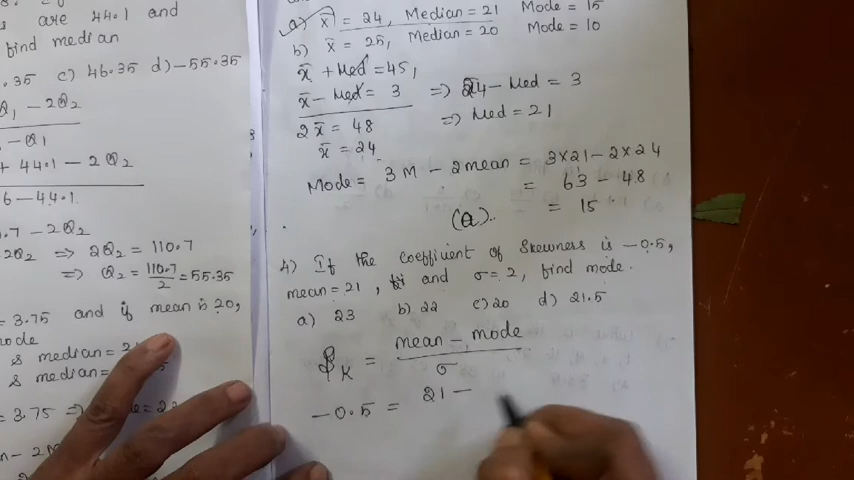 s are 44.1 and
find median
.35 c) 46.35 d) -55.35
Q₁ - 2Q₂
- Q₁
+ 44.1 - 2Q₂
6 - 44.1
.7 - 2Q₂
2Q₂ => 2Q₂ = 110.7
=> Q₂ = 110.7/2 = 55.35
= 3.75 and if mean is 20,
ode
& median = 2
& median =
= 3.75 =>
a) x̄ = 24, Median = 21 Mode = 15
b) x̄ = 25, Median = 20 Mode = 10
x̄ + Med = 45,
x̄ - Med = 3 => 24 - Med = 3
2x̄ = 48 => Med = 21
x̄ = 24
Mode = 3M - 2mean = 3×21 - 2×24
= 63 - 48
(a). = 15
4) If the coefficient of Skewness is -0.5,
mean = 21, and σ = 2, find mode.
a) 23 b) 22 c) 20 d) 21.5
SK = mean - mode
σ
-0.5 = 21 -